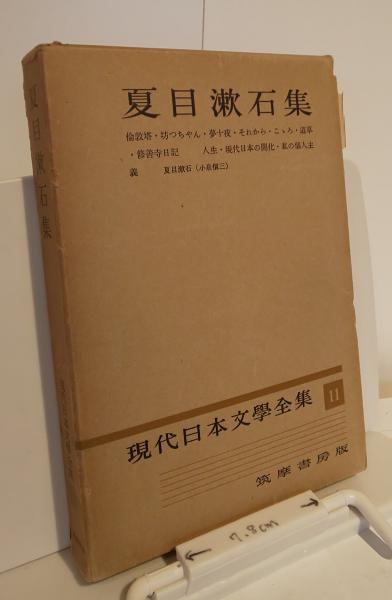 夏目漱石集
倫敦塔・坊つちやん・夢十夜・それから・こゝろ・道草
・修善寺日記　人生・現代日本の開化・私の個人主
義　夏目漱石（小泉信三）
現代日本文學全集 11
筑摩書房版
夏目漱石集
7.8cm